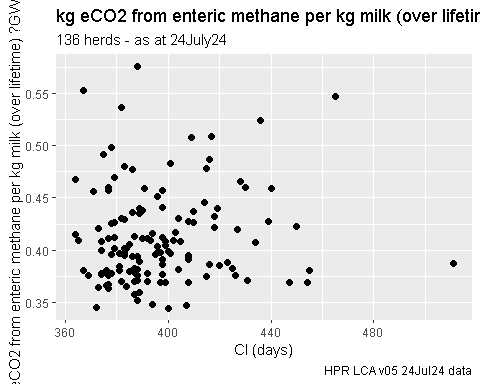 kg eCO2 from enteric methane per kg milk (over lifetir
136 herds - as at 24July24
eCO2 from enteric methane per kg milk (over lifetime) ?GW
0.55
0.50
0.45
0.40
0.35
360
400
440
480
CI (days)
HPR LCA v05 24Jul24 data